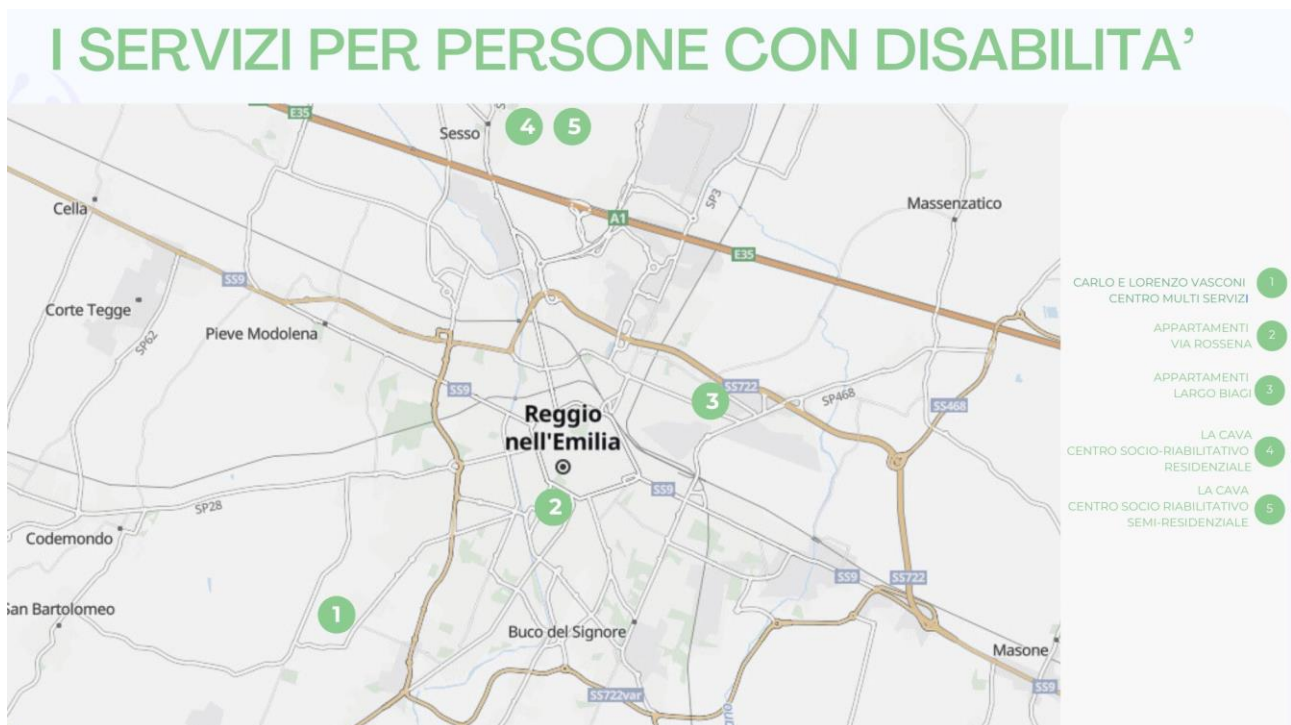 I SERVIZI PER PERSONE CON DISABILITA'
E35
Sesso
4
5
Cella
SP3
Massenzatico
A1
E35
SS9
Corte Tegge
SP62
Pieve Modolena
SS9
SS722
3
SP468
SS468
Reggio
nell'Emilia
SS9
2
SP28
Codemondo
San Bartolomeo
1
Buco del Signore
SS9
SS722
Masone
SS722var
SS9
CARLO E LORENZO VASCONI
CENTRO MULTI SERVIZI
1
APPARTAMENTI
VIA ROSSENA
2
APPARTAMENTI
LARGO BIAGI
3
LA CAVA
CENTRO SOCIO-RIABILITATIVO
RESIDENZIALE
4
LA CAVA
CENTRO SOCIO RIABILITATIVO
SEMI-RESIDENZIALE
5